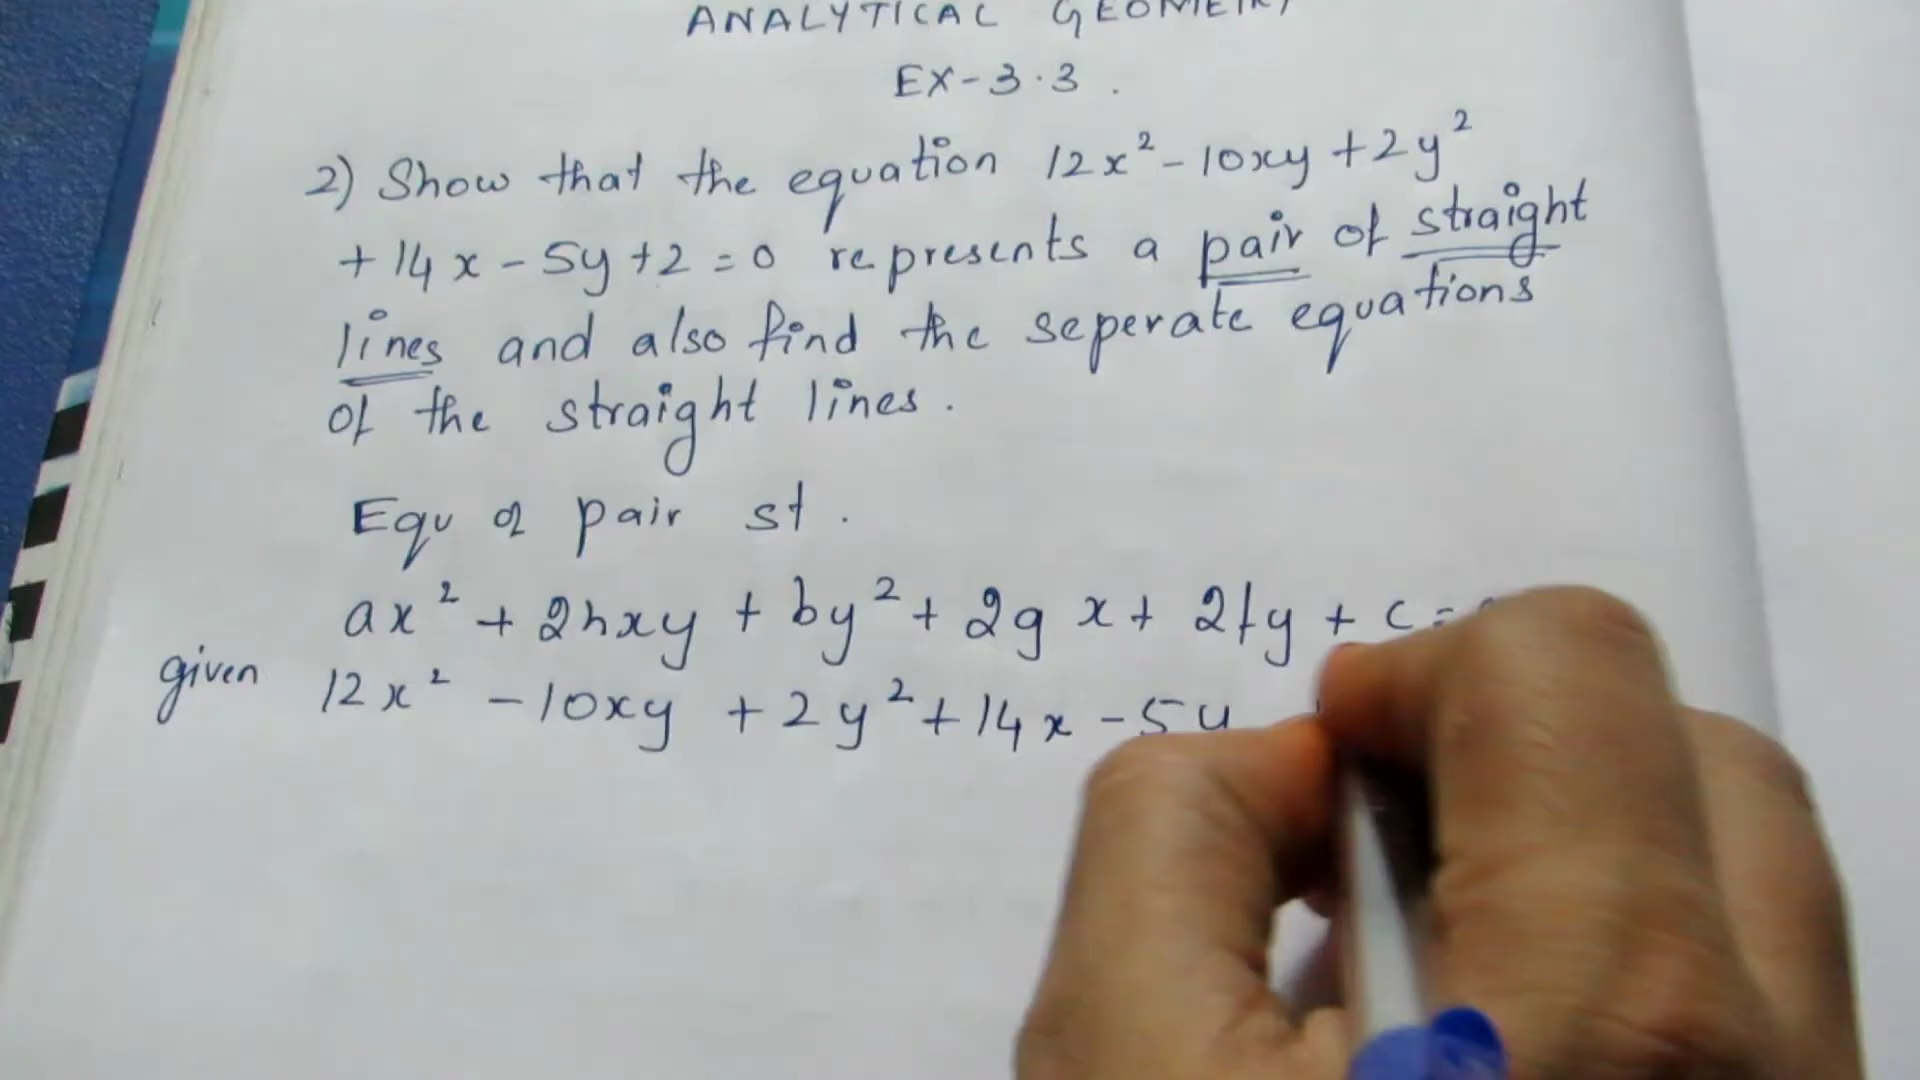 ANALYTICAL GEOMETRY
EX-3.3.
2) Show that the equation 12x² - 10xy + 2y²
+ 14x - 5y + 2 = 0 represents a pair of straight
lines and also find the seperate equations
of the straight lines.
Equ of pair st.
ax² + 2hxy + by² + 2gx + 2fy + c =
given 12x² - 10xy + 2y² + 14x - 5y